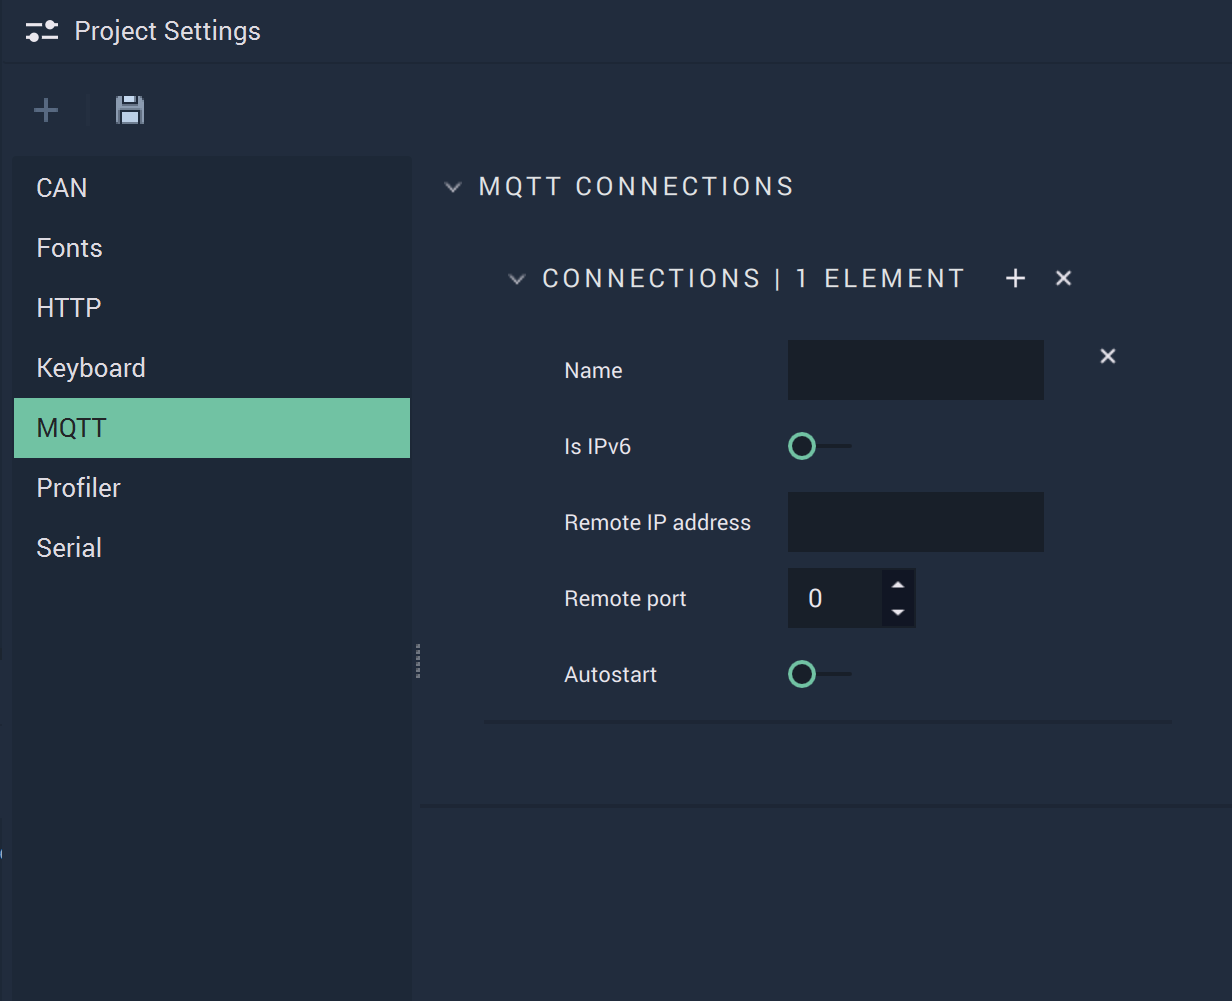 Project Settings
CAN
Fonts
HTTP
Keyboard
MQTT
Profiler
Serial
MQTT CONNECTIONS
CONNECTIONS | 1 ELEMENT
Name
Is IPv6
Remote IP address
Remote port
0
Autostart